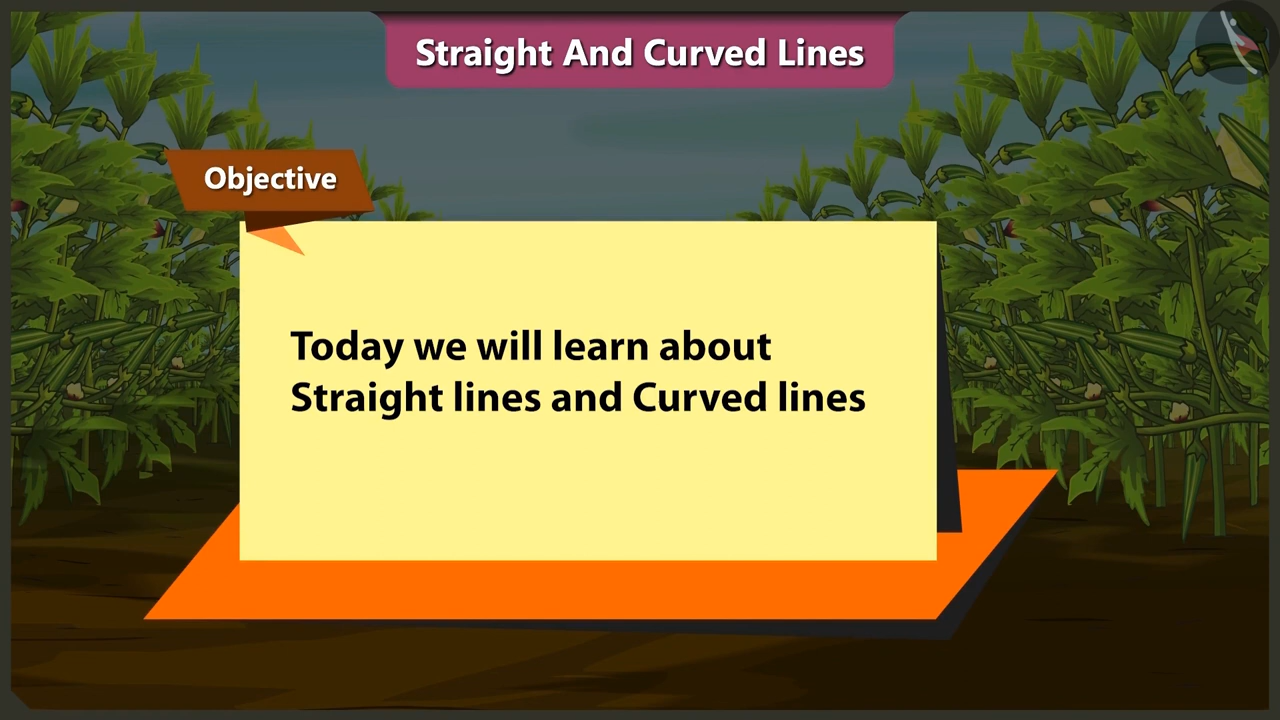 Straight And Curved Lines
Objective
Today we will learn about
Straight lines and Curved lines